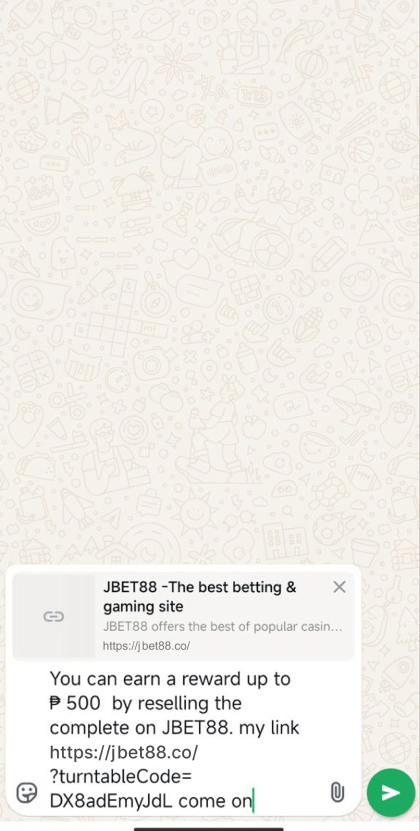 JBET88 -The best betting &
gaming site
JBET88 offers the best of popular casin...
https://jbet88.co/
You can earn a reward up to
₱ 500 by reselling the
complete on JBET88. my link
https://jbet88.co/
?turntableCode=
DX8adEmyJdL come on